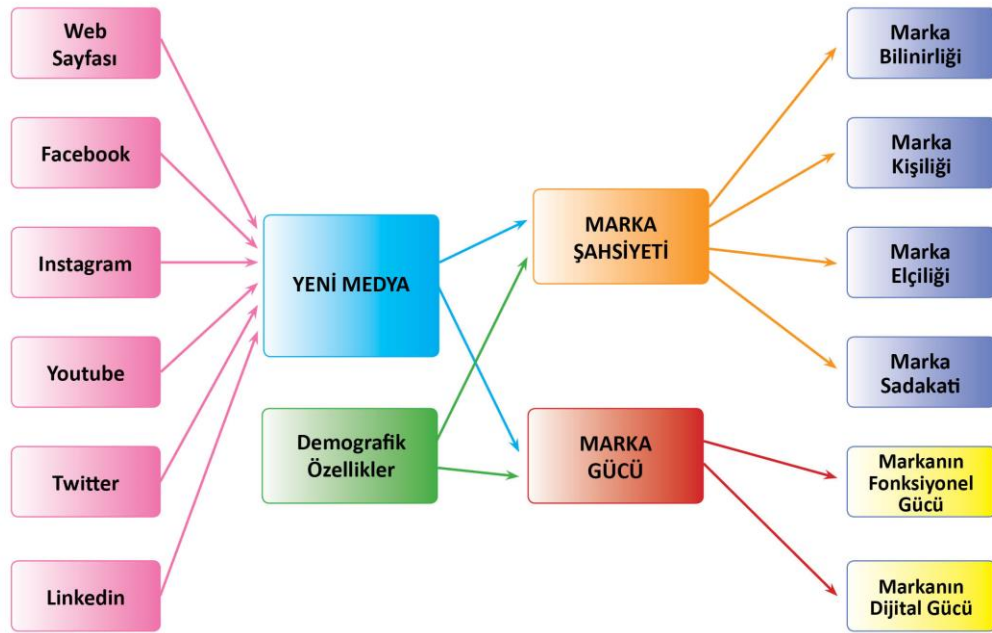 Web
Sayfası
Facebook
Instagram
Youtube
Twitter
Linkedin
YENİ MEDYA
Demografik
Özellikler
MARKA
ŞAHSİYETİ
MARKA
GÜCÜ
Marka
Bilinirliği
Marka
Kişiliği
Marka
Elçiliği
Marka
Sadakati
Markanın
Fonksiyonel
Gücü
Markanın
Dijital Gücü